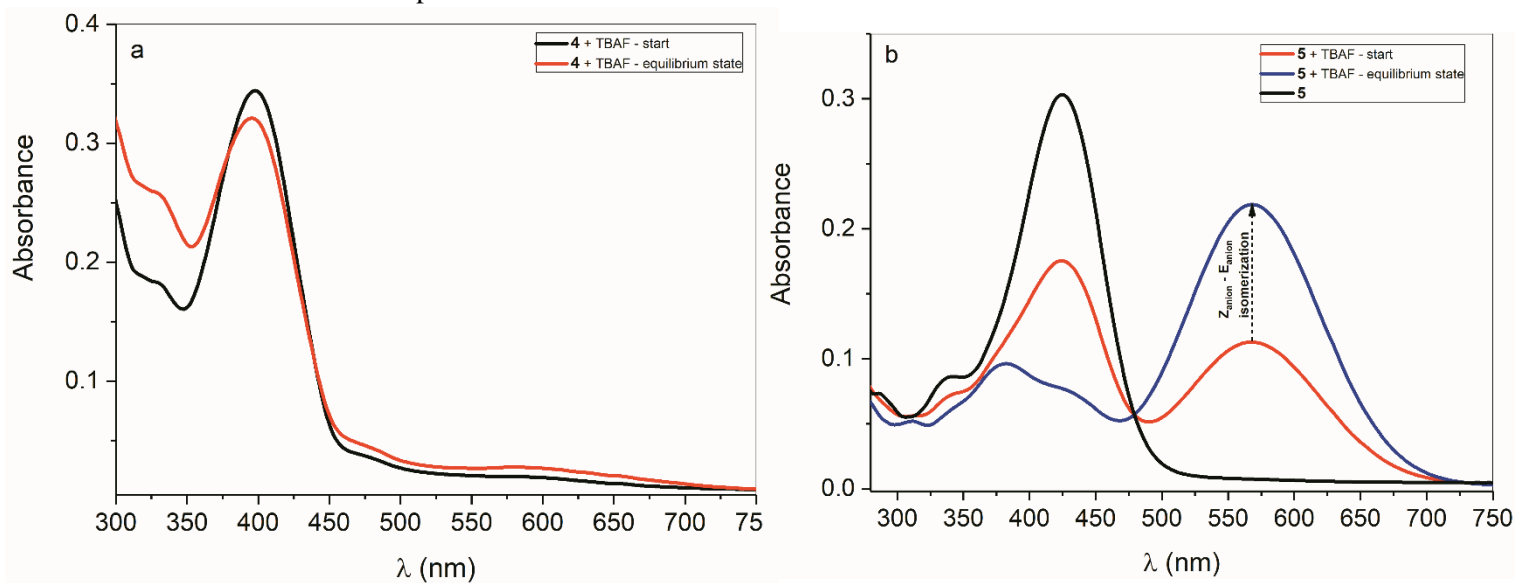 a
4 + TBAF - start
4 + TBAF - equilibrium state
Absorbance
0.4
0.3
0.2
0.1
300 350 400 450 500 550 600 650 700 75
λ (nm)
b
5 + TBAF - start
5 + TBAF - equilibrium state
5
Absorbance
0.3
0.2
0.1
0.0
Z anion - E anion
isomerization
300 350 400 450 500 550 600 650 700 750
λ (nm)